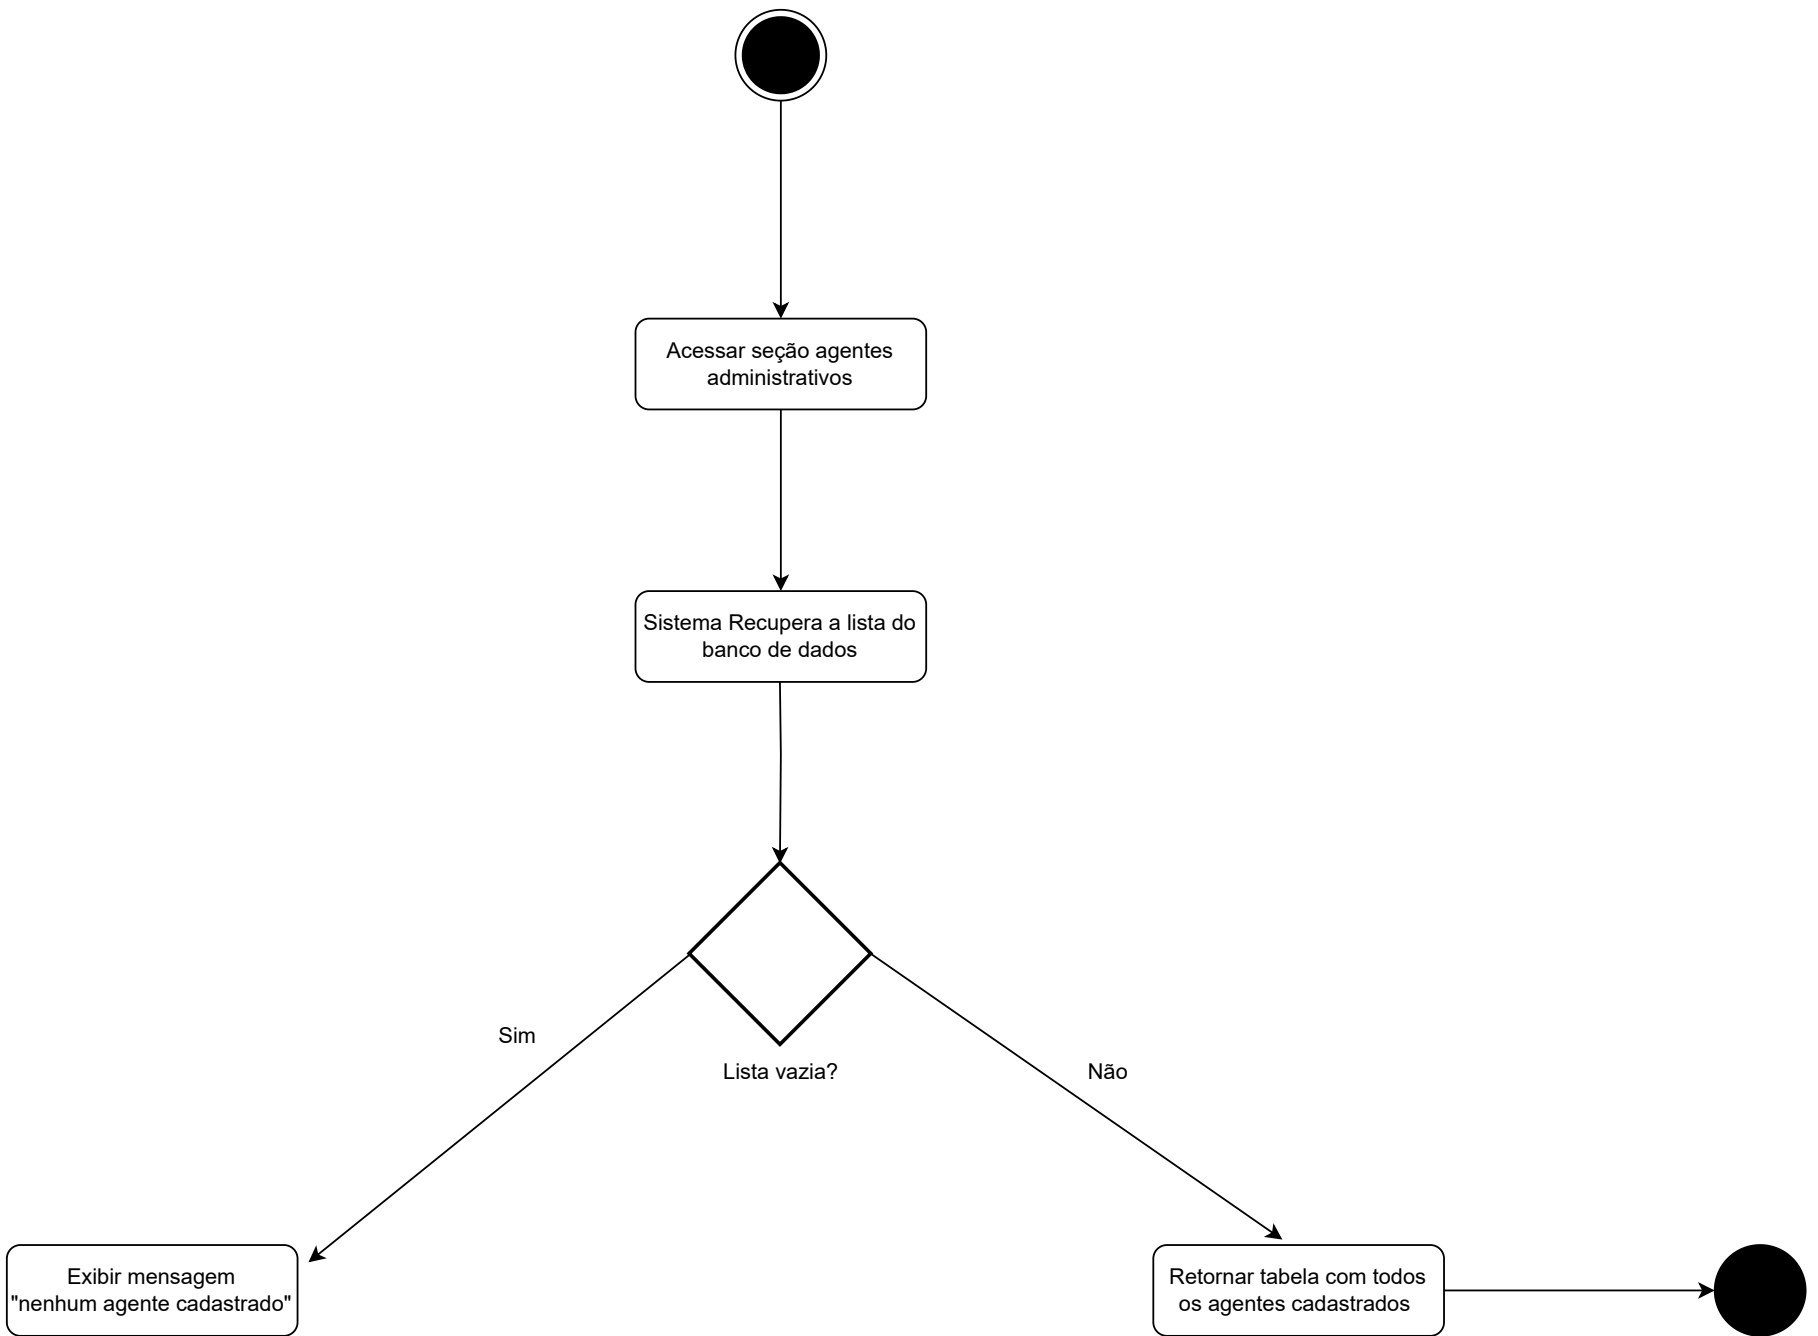 Acessar seção agentes
administrativos
Sistema Recupera a lista do
banco de dados
Sim
Lista vazia?
Não
Exibir mensagem
"nenhum agente cadastrado"
Retornar tabela com todos
os agentes cadastrados